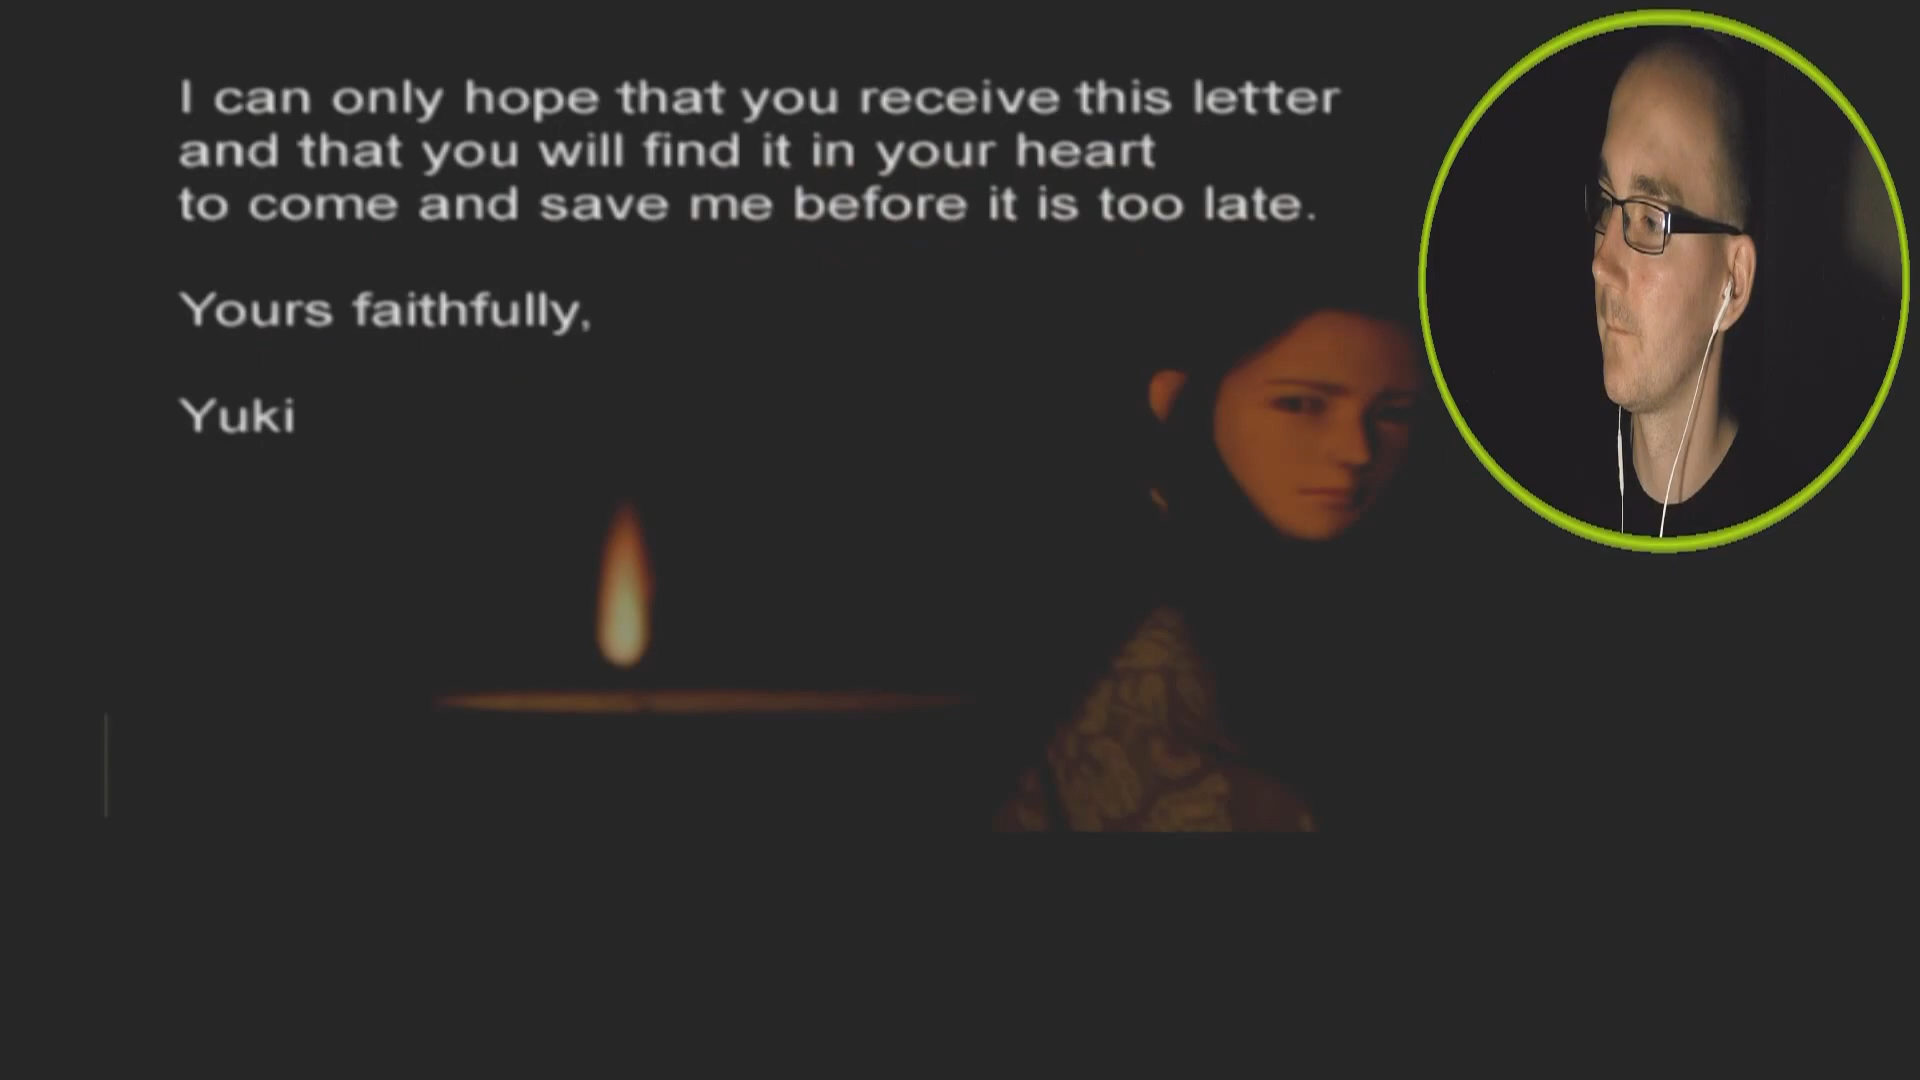 I can only hope that you receive this letter
and that you will find it in your heart
to come and save me before it is too late.
Yours faithfully,
Yuki